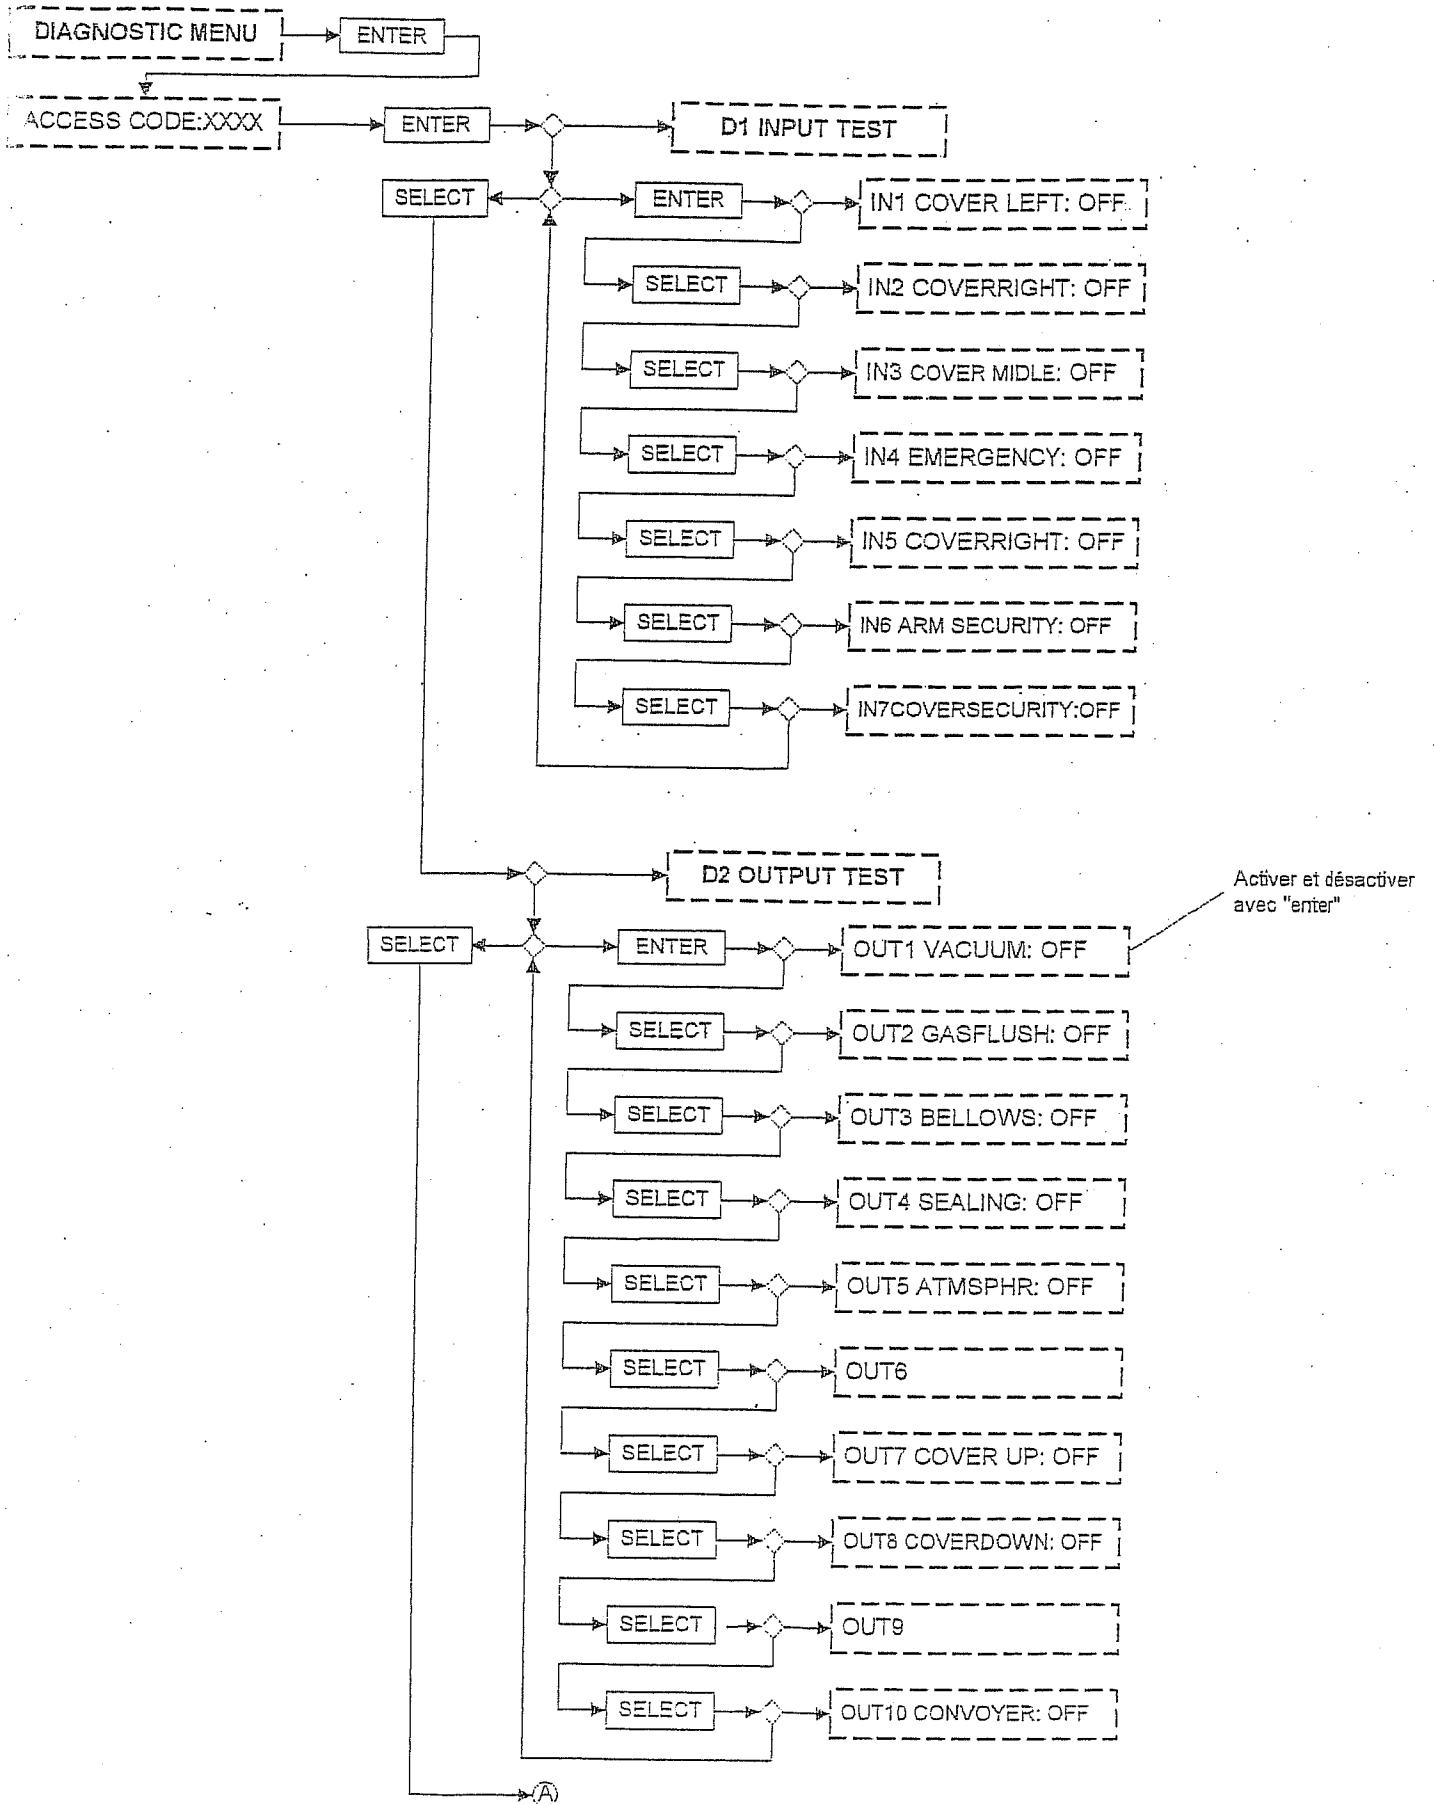 DIAGNOSTIC MENU
ENTER
ACCESS CODE:XXXX
ENTER
D1 INPUT TEST
SELECT
ENTER
IN1 COVER LEFT: OFF
SELECT
IN2 COVERRIGHT: OFF
SELECT
IN3 COVER MIDLE: OFF
SELECT
IN4 EMERGENCY: OFF
SELECT
IN5 COVERRIGHT: OFF
SELECT
IN6 ARM SECURITY: OFF
SELECT
IN7COVERSECURITY:OFF
D2 OUTPUT TEST
Activer et désactiver
avec "enter"
SELECT
ENTER
OUT1 VACUUM: OFF
SELECT
OUT2 GASFLUSH: OFF
SELECT
OUT3 BELLOWS: OFF
SELECT
OUT4 SEALING: OFF
SELECT
OUT5 ATMSPHR: OFF
SELECT
OUT6
SELECT
OUT7 COVER UP: OFF
SELECT
OUT8 COVERDOWN: OFF
SELECT
OUT9
SELECT
OUT10 CONVOYER: OFF
A